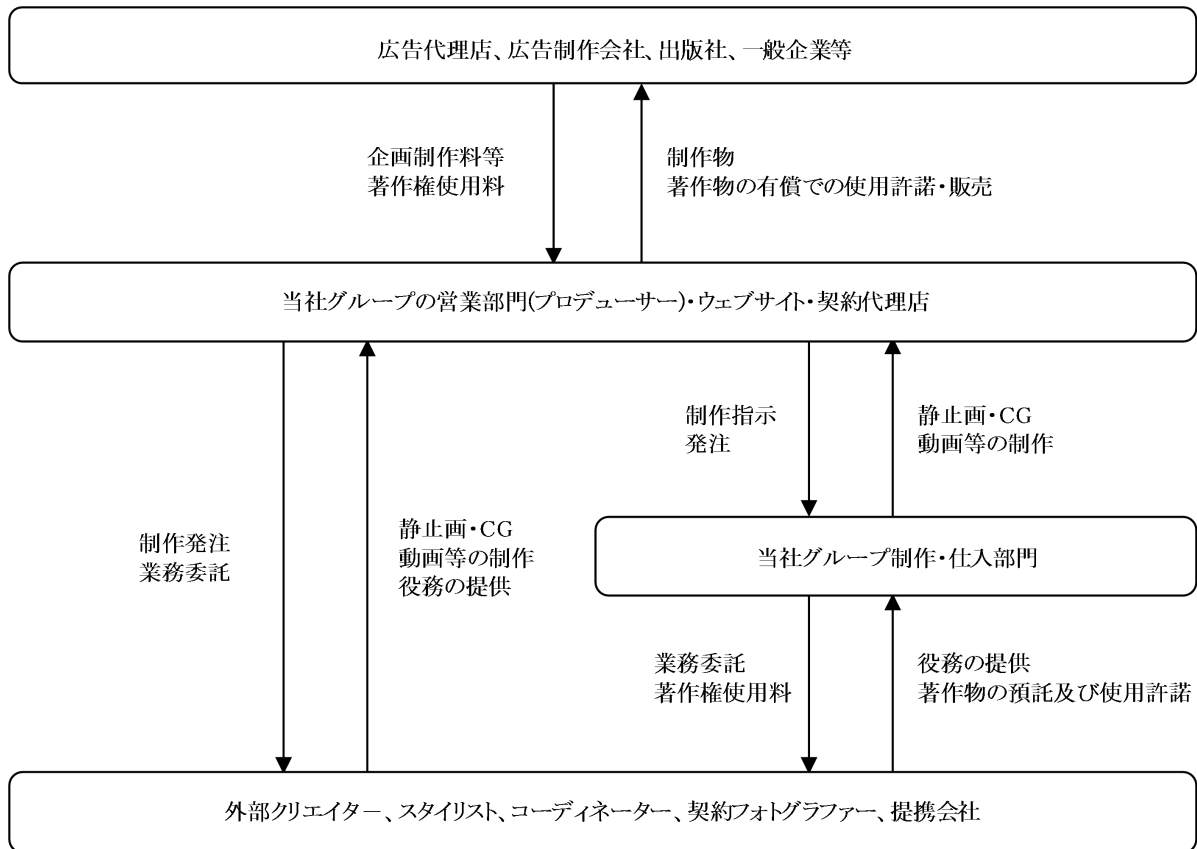 広告代理店、広告制作会社、出版社、一般企業等
企画制作料等
著作権使用料
制作物
著作物の有償での使用許諾・販売
当社グループの営業部門(プロデューサー)・ウェブサイト・契約代理店
制作指示
発注
静止画・CG
動画等の制作
制作発注
業務委託
静止画・CG
動画等の制作
役務の提供
当社グループ制作・仕入部門
業務委託
著作権使用料
役務の提供
著作物の預託及び使用許諾
外部クリエイター、スタイリスト、コーディネーター、契約フォトグラファー、提携会社